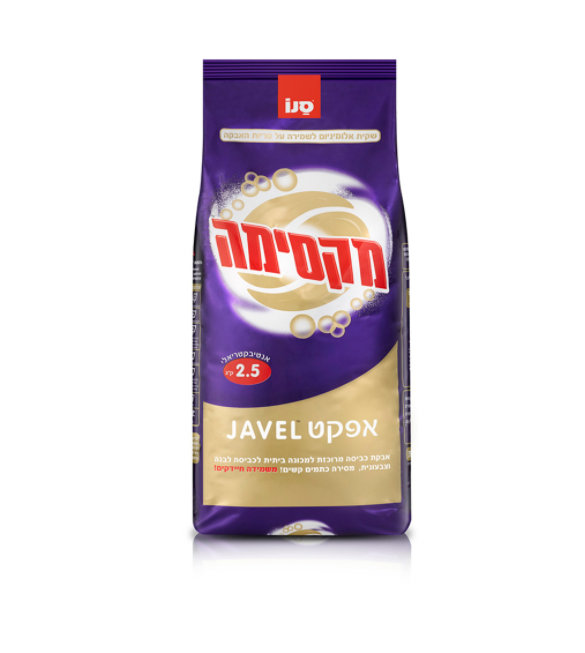 סנו
שקית אלומיניום לשמירה על טריות האבקה
מקסימה
אנטיבקטריאלי
2.5 ק"ג
אפקט JAVEL
אבקת כביסה מרוכזת למכונה ביתית לכביסה לבנה
וצבעונית, מסירה כתמים קשים! משמידה חיידקים!